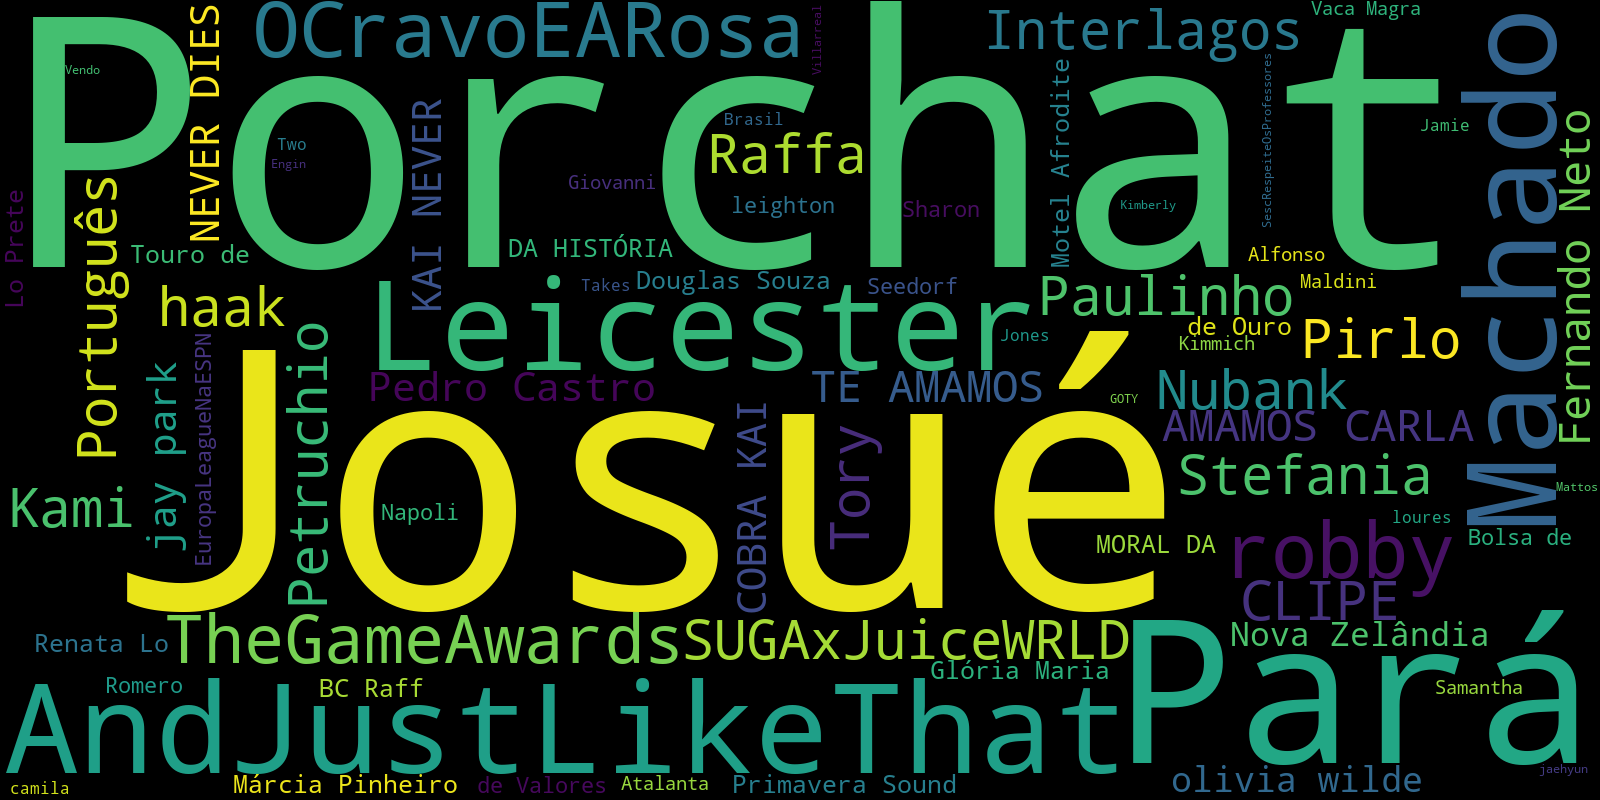 Porchat
OCravoEARosa
Interlagos
Vaca Magra
Villarreal
Machado
Vendo
NEVER DIES
KAI NEVER
Two
Engin
Brasil
Raffa
Giovanni
leighton
Sharon
Motel Afrodite
Kimberly
SescRespeiteOsProfessores
Jamie
Fernando Neto
Lo Prete
Português
Touro de
DA HISTÓRIA
Alfonso
haak
Takes
Douglas Souza
Seedorf
Paulinho
Maldini
Leicester
de Ouro
Kimmich
Pirlo
Jones
jay park
EuropaLeagueNaESPN
Petruchio
Pedro Castro
TE AMAMOS
Nubank
GOTY
AMAMOS CARLA
Josué
COBRA KAI
Tory
Stefania
Kami
Napoli
Mattos
loures
MORAL DA
robby
Bolsa de
CLIPE
Renata Lo
TheGameAwards
SUGAxJuiceWRLD
Nova Zelândia
Pará
Glória Maria
Romero
BC Raff
Samantha
AndJustLikeThat
camila
Márcia Pinheiro
de Valores
Atalanta
Primavera Sound
olivia wilde
jaehyun